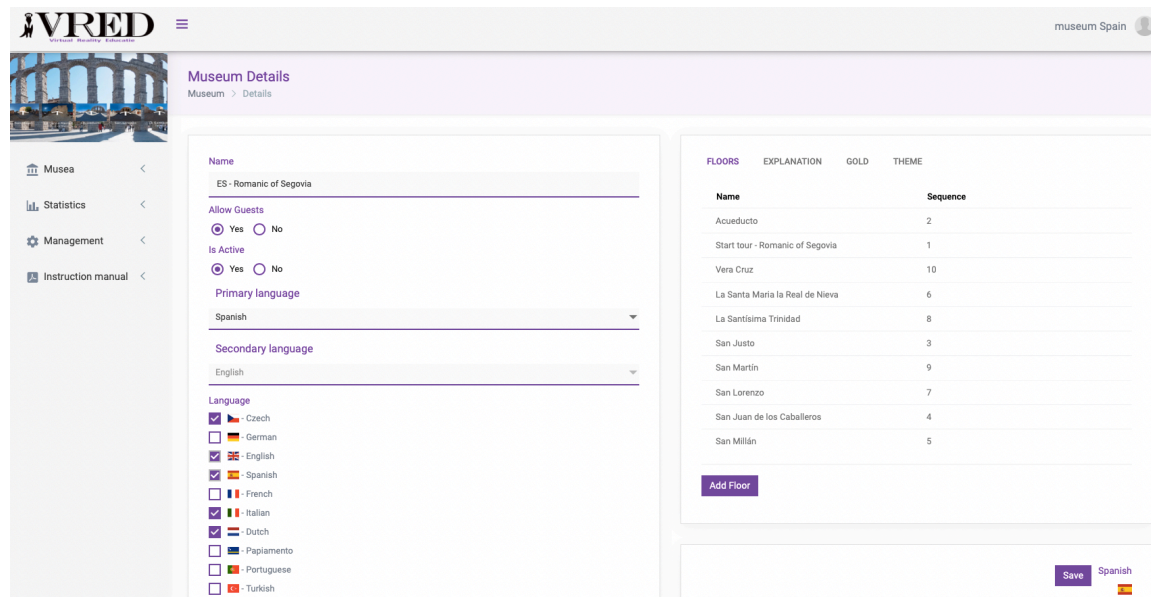 iVRED
Virtual Reality Educatie
museum Spain
Museum Details
Museum > Details
Musea
Statistics
Management
Instruction manual
Name
ES - Romanic of Segovia
Allow Guests
Yes No
Is Active
Yes No
Primary language
Spanish
Secondary language
English
Language
- Czech
- German
- English
- Spanish
- French
- Italian
- Dutch
- Papiamento
- Portuguese
- Turkish
FLOORS EXPLANATION GOLD THEME
Name Sequence
Acueducto 2
Start tour - Romanic of Segovia 1
Vera Cruz 10
La Santa Maria la Real de Nieva 6
La Santísima Trinidad 8
San Justo 3
San Martín 9
San Lorenzo 7
San Juan de los Caballeros 4
San Millán 5
Add Floor
Save Spanish